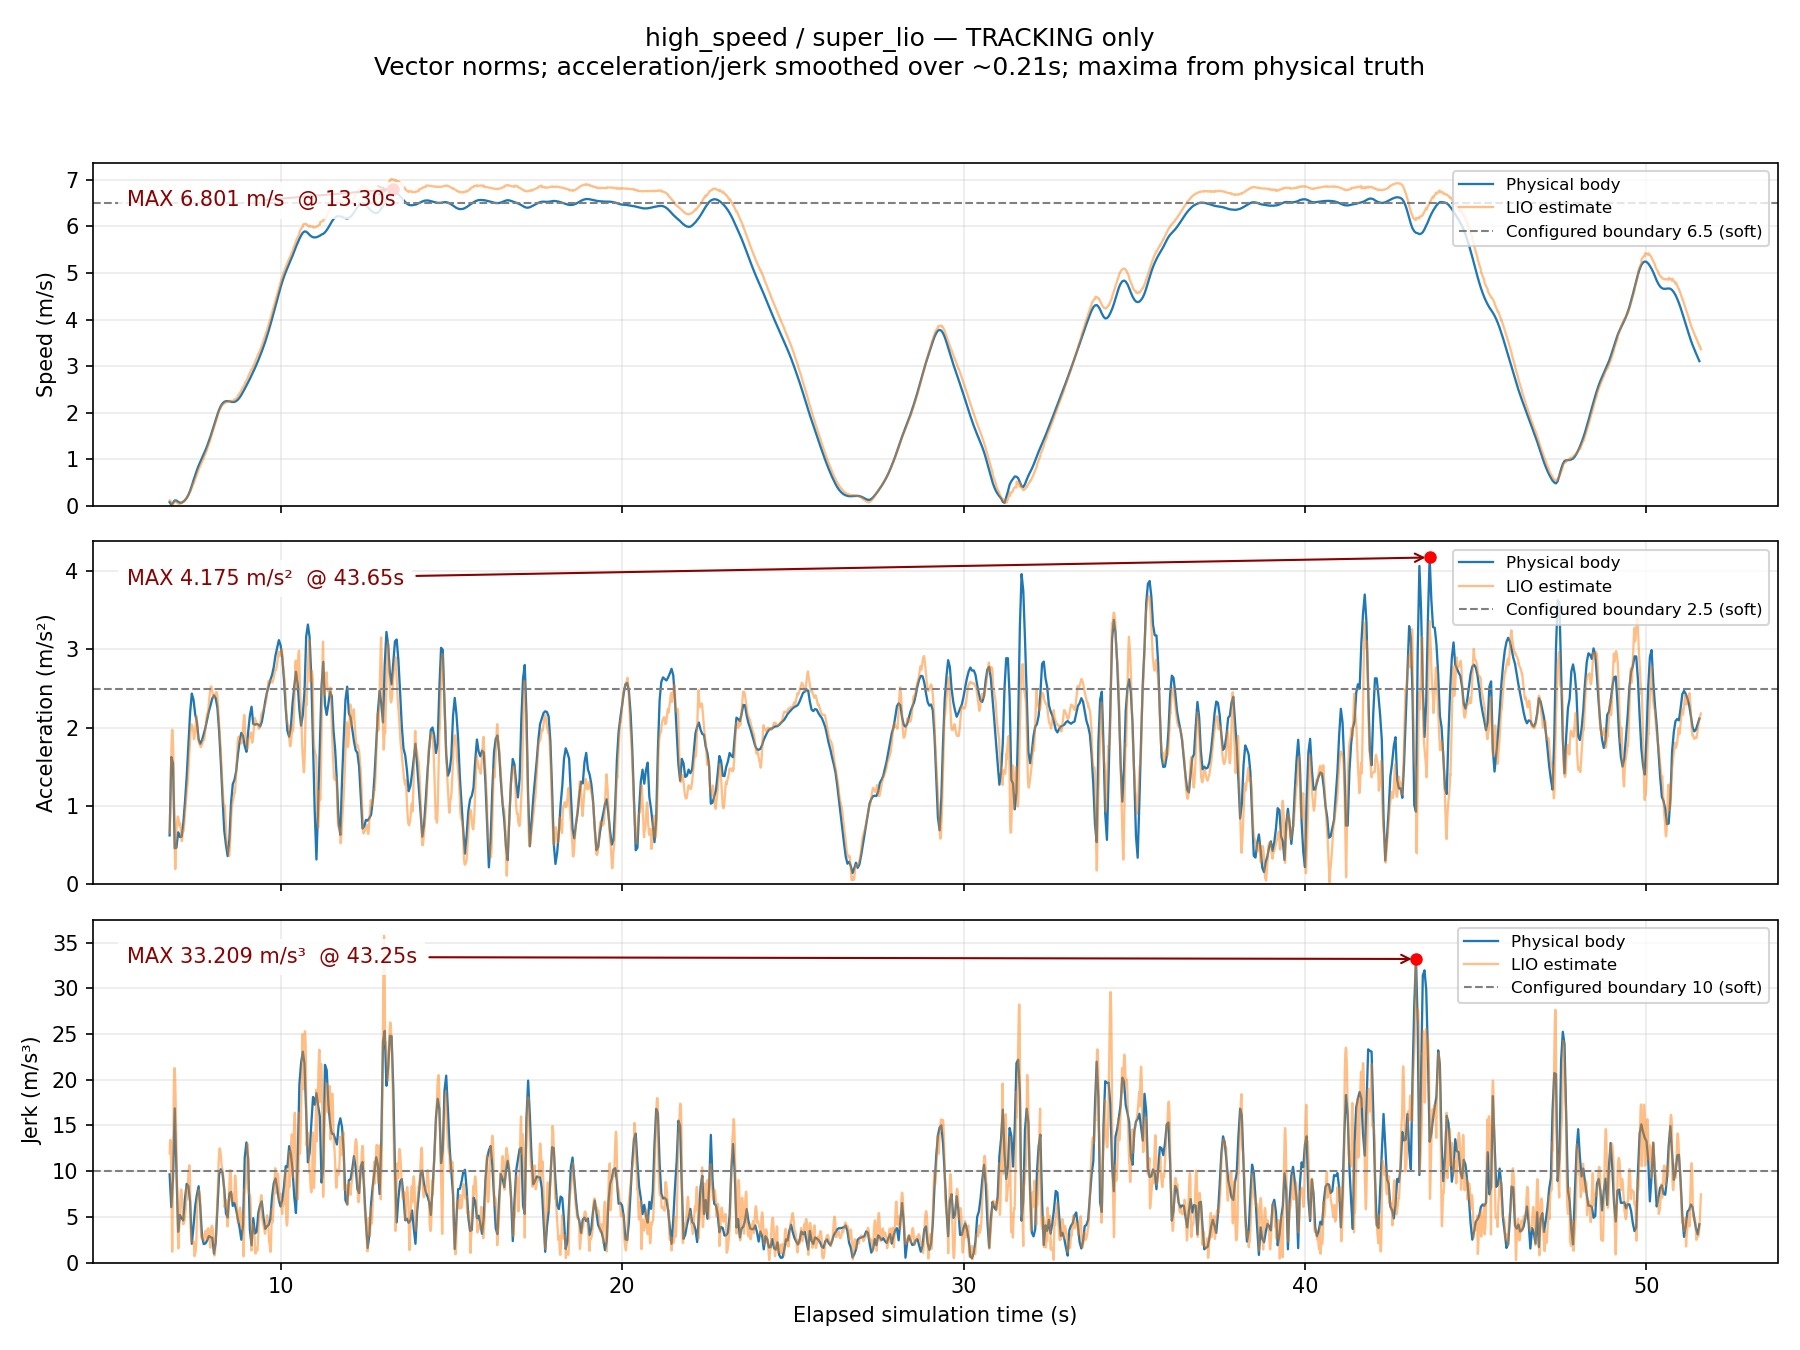 high_speed / super_lio — TRACKING only
Vector norms; acceleration/jerk smoothed over ~0.21s; maxima from physical truth
7
6
5
4
3
2
1
0
Speed (m/s)
MAX 6.801 m/s @ 13.30s
Physical body
LIO estimate
Configured boundary 6.5 (soft)
4
3
2
1
0
Acceleration (m/s²)
MAX 4.175 m/s² @ 43.65s
Physical body
LIO estimate
Configured boundary 2.5 (soft)
35
30
25
20
15
10
5
0
Jerk (m/s³)
MAX 33.209 m/s³ @ 43.25s
Physical body
LIO estimate
Configured boundary 10 (soft)
10 20 30 40 50
Elapsed simulation time (s)